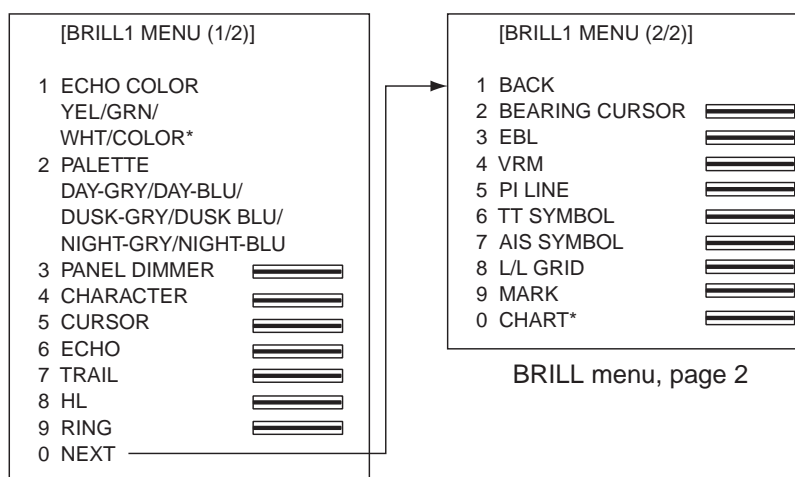 [BRILL1 MENU (1/2)]
1 ECHO COLOR
YEL/GRN/
WHT/COLOR*
2 PALETTE
DAY-GRY/DAY-BLU/
DUSK-GRY/DUSK BLU/
NIGHT-GRY/NIGHT-BLU
3 PANEL DIMMER
4 CHARACTER
5 CURSOR
6 ECHO
7 TRAIL
8 HL
9 RING
0 NEXT
[BRILL1 MENU (2/2)]
1 BACK
2 BEARING CURSOR
3 EBL
4 VRM
5 PI LINE
6 TT SYMBOL
7 AIS SYMBOL
8 L/L GRID
9 MARK
0 CHART*
BRILL menu, page 2